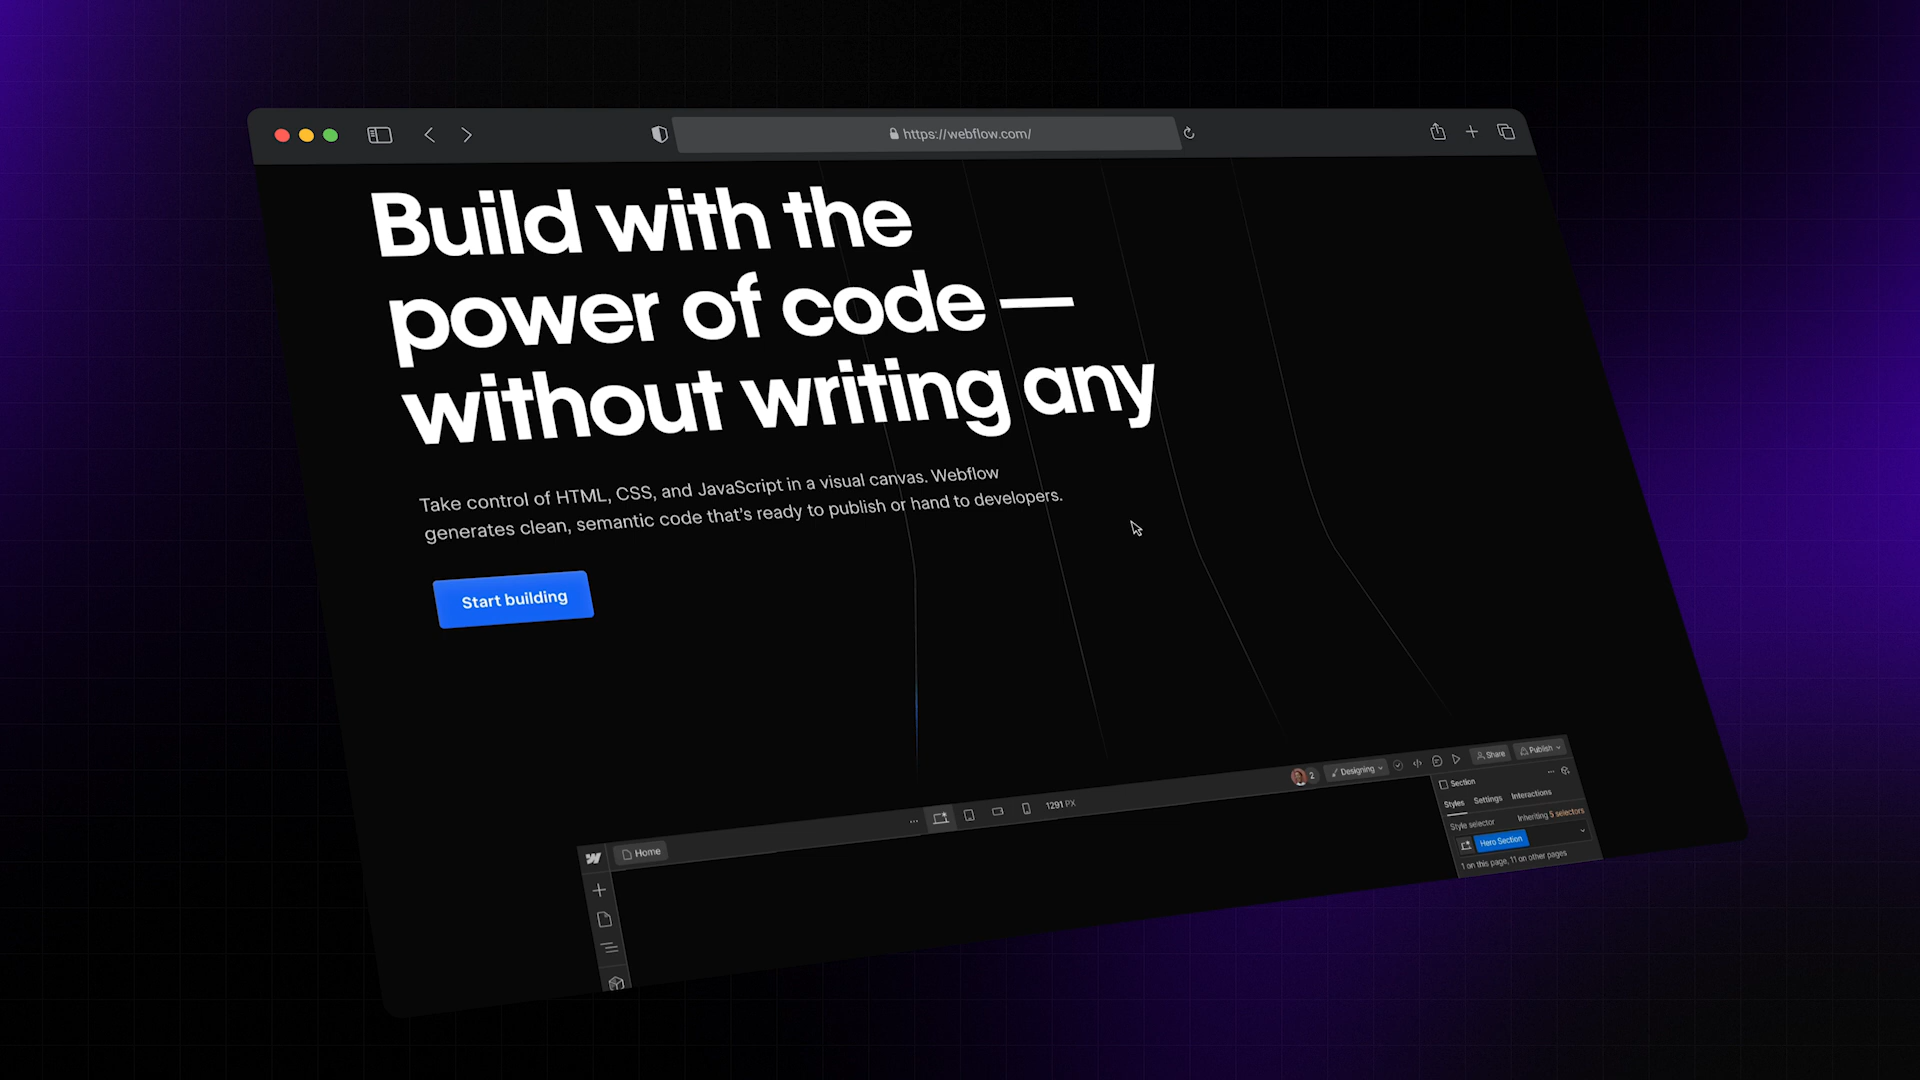 https://webflow.com/
Build with the
power of code —
without writing any
Take control of HTML, CSS, and JavaScript in a visual canvas. Webflow
generates clean, semantic code that's ready to publish or hand to developers.
Start building
Home
1291 PX
2
Designing
Share
Publish
Section
Styles Settings Interactions
Style selector Inheriting 5 selectors
Hero Section
1 on this page, 11 on other pages